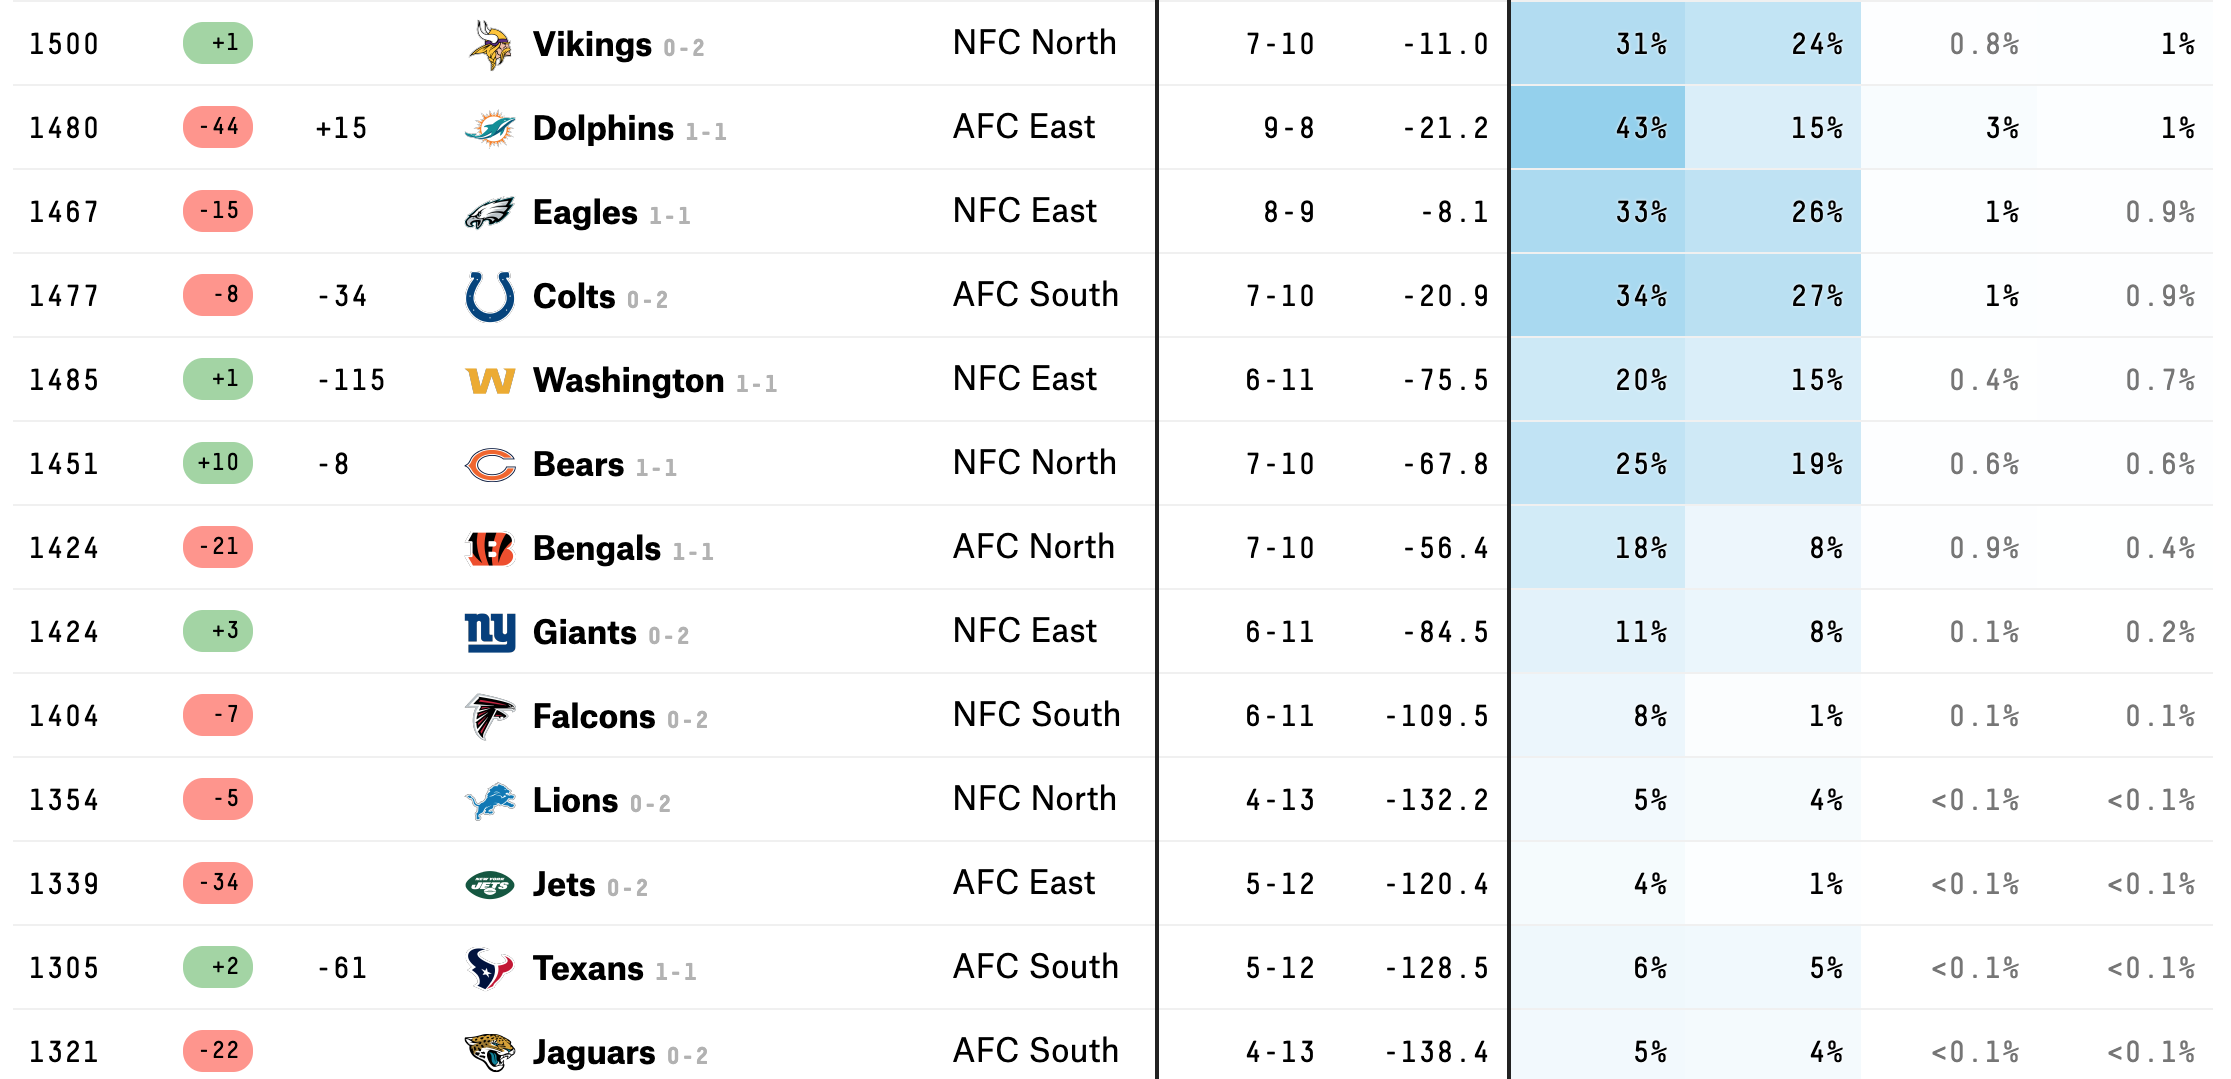 1500 +1 Vikings 0-2 NFC North 7-10 -11.0 31% 24% 0.8% 1%
1480 -44 +15 Dolphins 1-1 AFC East 9-8 -21.2 43% 15% 3% 1%
1467 -15 Eagles 1-1 NFC East 8-9 -8.1 33% 26% 1% 0.9%
1477 -8 -34 Colts 0-2 AFC South 7-10 -20.9 34% 27% 1% 0.9%
1485 +1 -115 Washington 1-1 NFC East 6-11 -75.5 20% 15% 0.4% 0.7%
1451 +10 -8 Bears 1-1 NFC North 7-10 -67.8 25% 19% 0.6% 0.6%
1424 -21 Bengals 1-1 AFC North 7-10 -56.4 18% 8% 0.9% 0.4%
1424 +3 ny Giants 0-2 NFC East 6-11 -84.5 11% 8% 0.1% 0.2%
1404 -7 Falcons 0-2 NFC South 6-11 -109.5 8% 1% 0.1% 0.1%
1354 -5 Lions 0-2 NFC North 4-13 -132.2 5% 4% <0.1% <0.1%
1339 -34 NEW YORK JETS Jets 0-2 AFC East 5-12 -120.4 4% 1% <0.1% <0.1%
1305 +2 -61 Texans 1-1 AFC South 5-12 -128.5 6% 5% <0.1% <0.1%
1321 -22 Jaguars 0-2 AFC South 4-13 -138.4 5% 4% <0.1% <0.1%